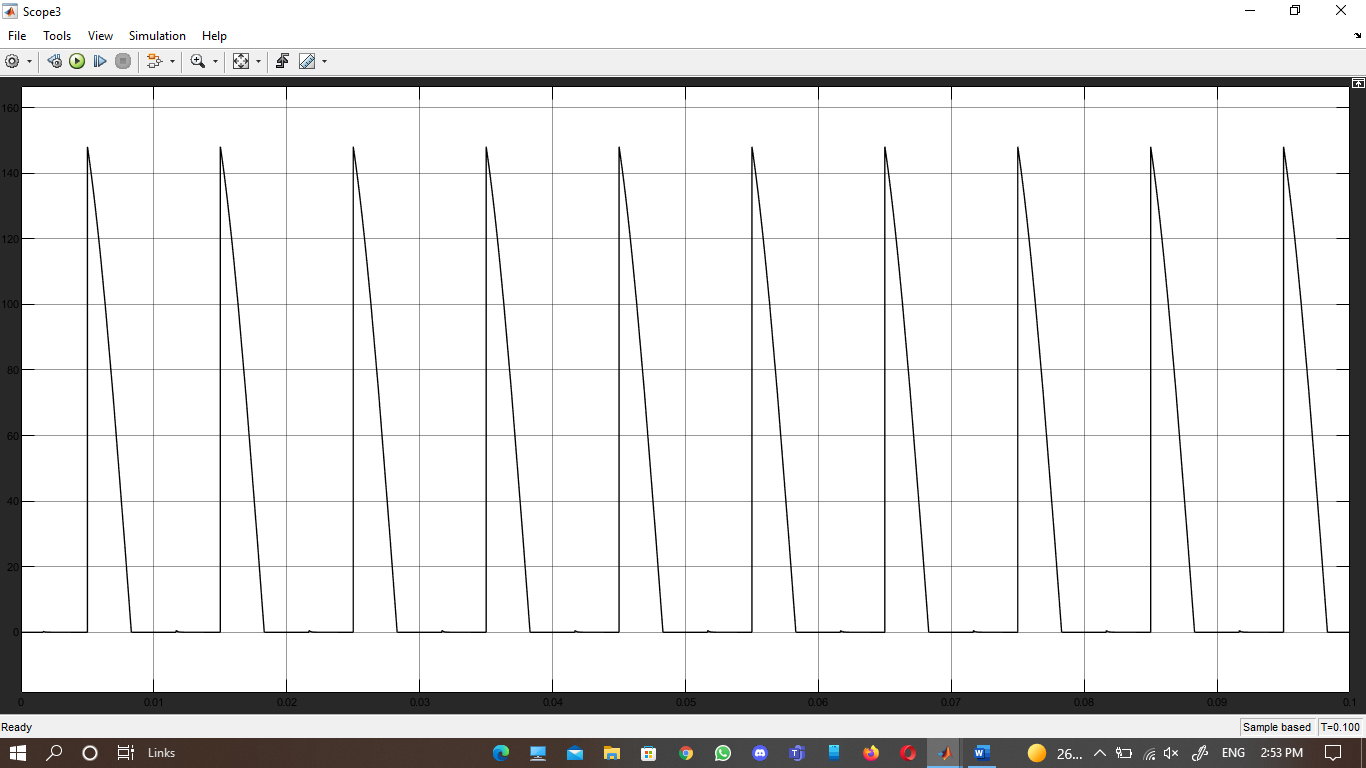 Scope3
File Tools View Simulation Help
160
140
120
100
80
60
40
20
0
0 0.01 0.02 0.03 0.04 0.05 0.06 0.07 0.08 0.09 0.1
Ready Sample based T=0.100
Links 26... ENG 2:53 PM